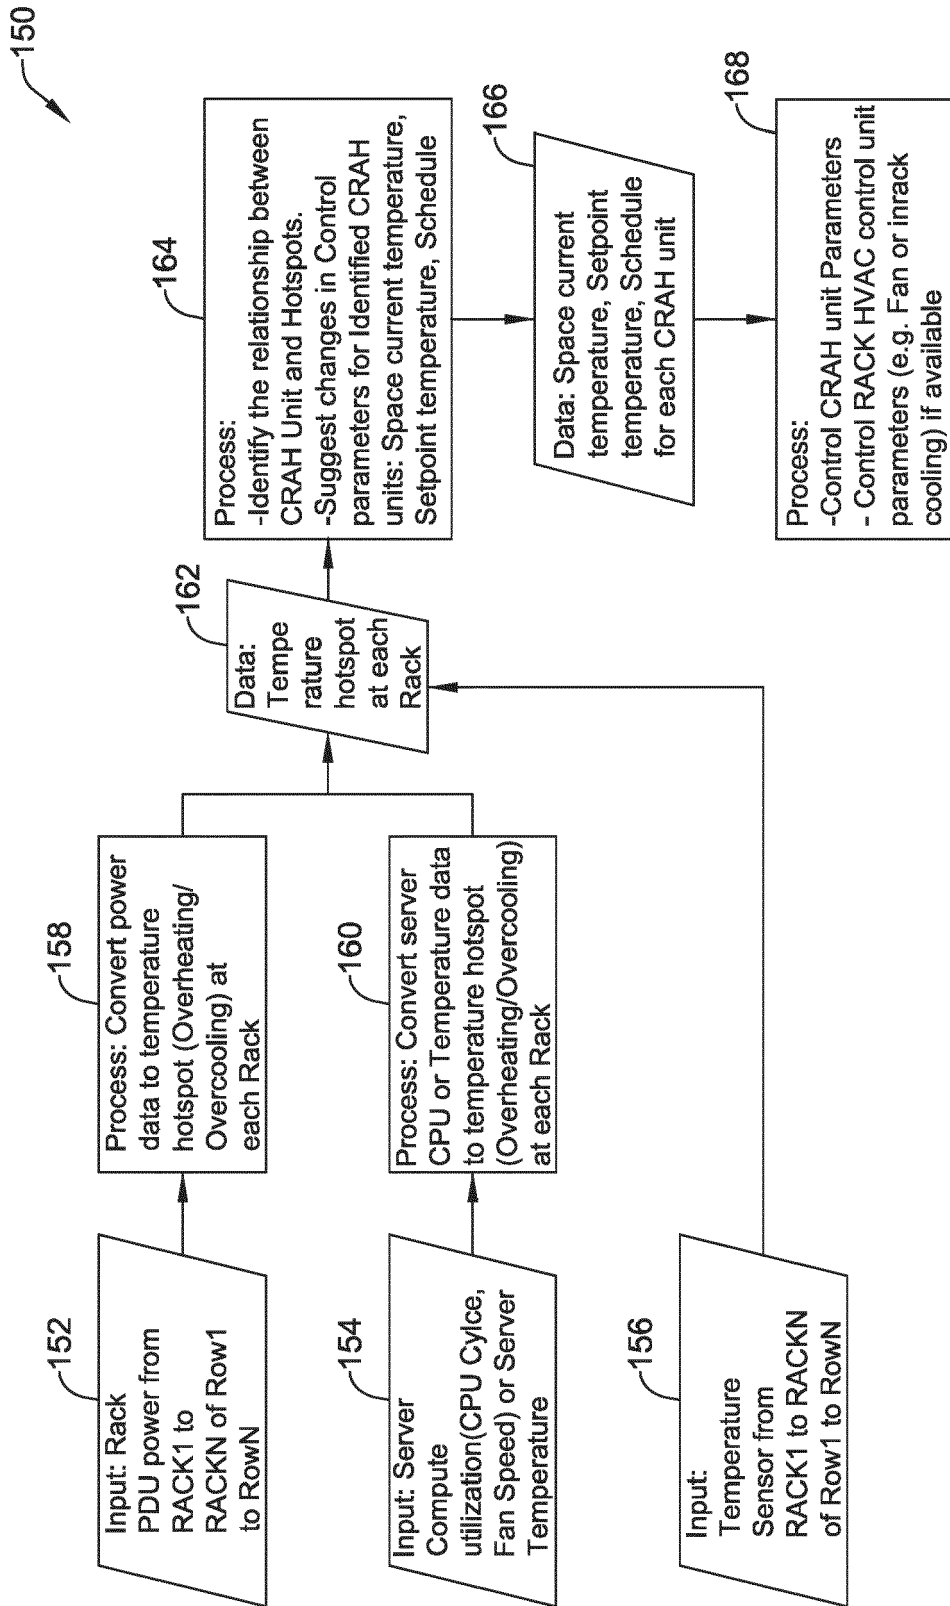 150
152
Input: Rack
PDU power from
RACK1 to
RACKN of Row1
to RowN
158
Process: Convert power
data to temperature
hotspot (Overheating/
Overcooling) at
each Rack
154
Input: Server
Compute
utilization(CPU Cylce,
Fan Speed) or Server
Temperature
160
Process: Convert server
CPU or Temperature data
to temperature hotspot
(Overheating/Overcooling)
at each Rack
156
Input:
Temperature
Sensor from
RACK1 to RACKN
of Row1 to RowN
162
Data:
Tempe
rature
hotspot
at each
Rack
164
Process:
-Identify the relationship between
CRAH Unit and Hotspots.
-Suggest changes in Control
parameters for Identified CRAH
units: Space current temperature,
Setpoint temperature, Schedule
166
Data: Space current
temperature, Setpoint
temperature, Schedule
for each CRAH unit
168
Process:
-Control CRAH unit Parameters
- Control RACK HVAC control unit
parameters (e.g. Fan or inrack
cooling) if available